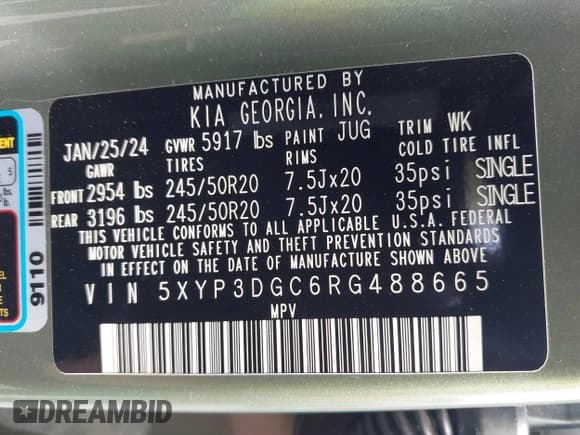 MANUFACTURED BY
KIA GEORGIA, INC.
JAN/25/24 GVWR 5917 lbs PAINT JUG TRIM WK
GAWR TIRES RIMS COLD TIRE INFL
FRONT 2954 lbs 245/50R20 7.5Jx20 35psi SINGLE
REAR 3196 lbs 245/50R20 7.5Jx20 35psi SINGLE
THIS VEHICLE CONFORMS TO ALL APPLICABLE U.S.A. FEDERAL
MOTOR VEHICLE SAFETY AND THEFT PREVENTION STANDARDS
IN EFFECT ON THE DATE OF MANUFACTURE SHOWN ABOVE
VIN 5XYP3DGC6RG488665
MPV
9110
DREAMBID